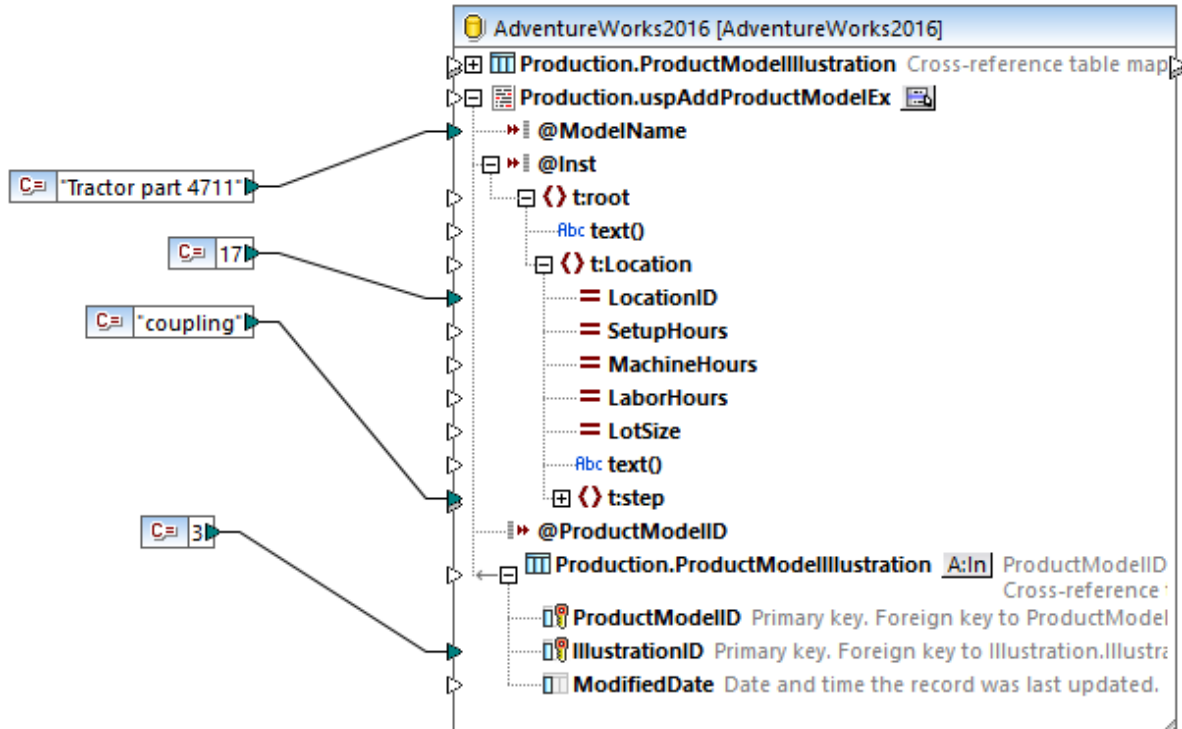 AdventureWorks2016 [AdventureWorks2016]
Production.ProductModelIllustration Cross-reference table map
Production.uspAddProductModelEx
@ModelName
@Inst
C= "Tractor part 4711"
t:root
Abc text()
C= 17
t:Location
LocationID
C= "coupling"
SetupHours
MachineHours
LaborHours
LotSize
Abc text()
t:step
C= 3
@ProductModelID
Production.ProductModelIllustration A:In ProductModelID
Cross-reference
ProductModelID Primary key. Foreign key to ProductModel
IllustrationID Primary key. Foreign key to Illustration.Illustra
ModifiedDate Date and time the record was last updated.